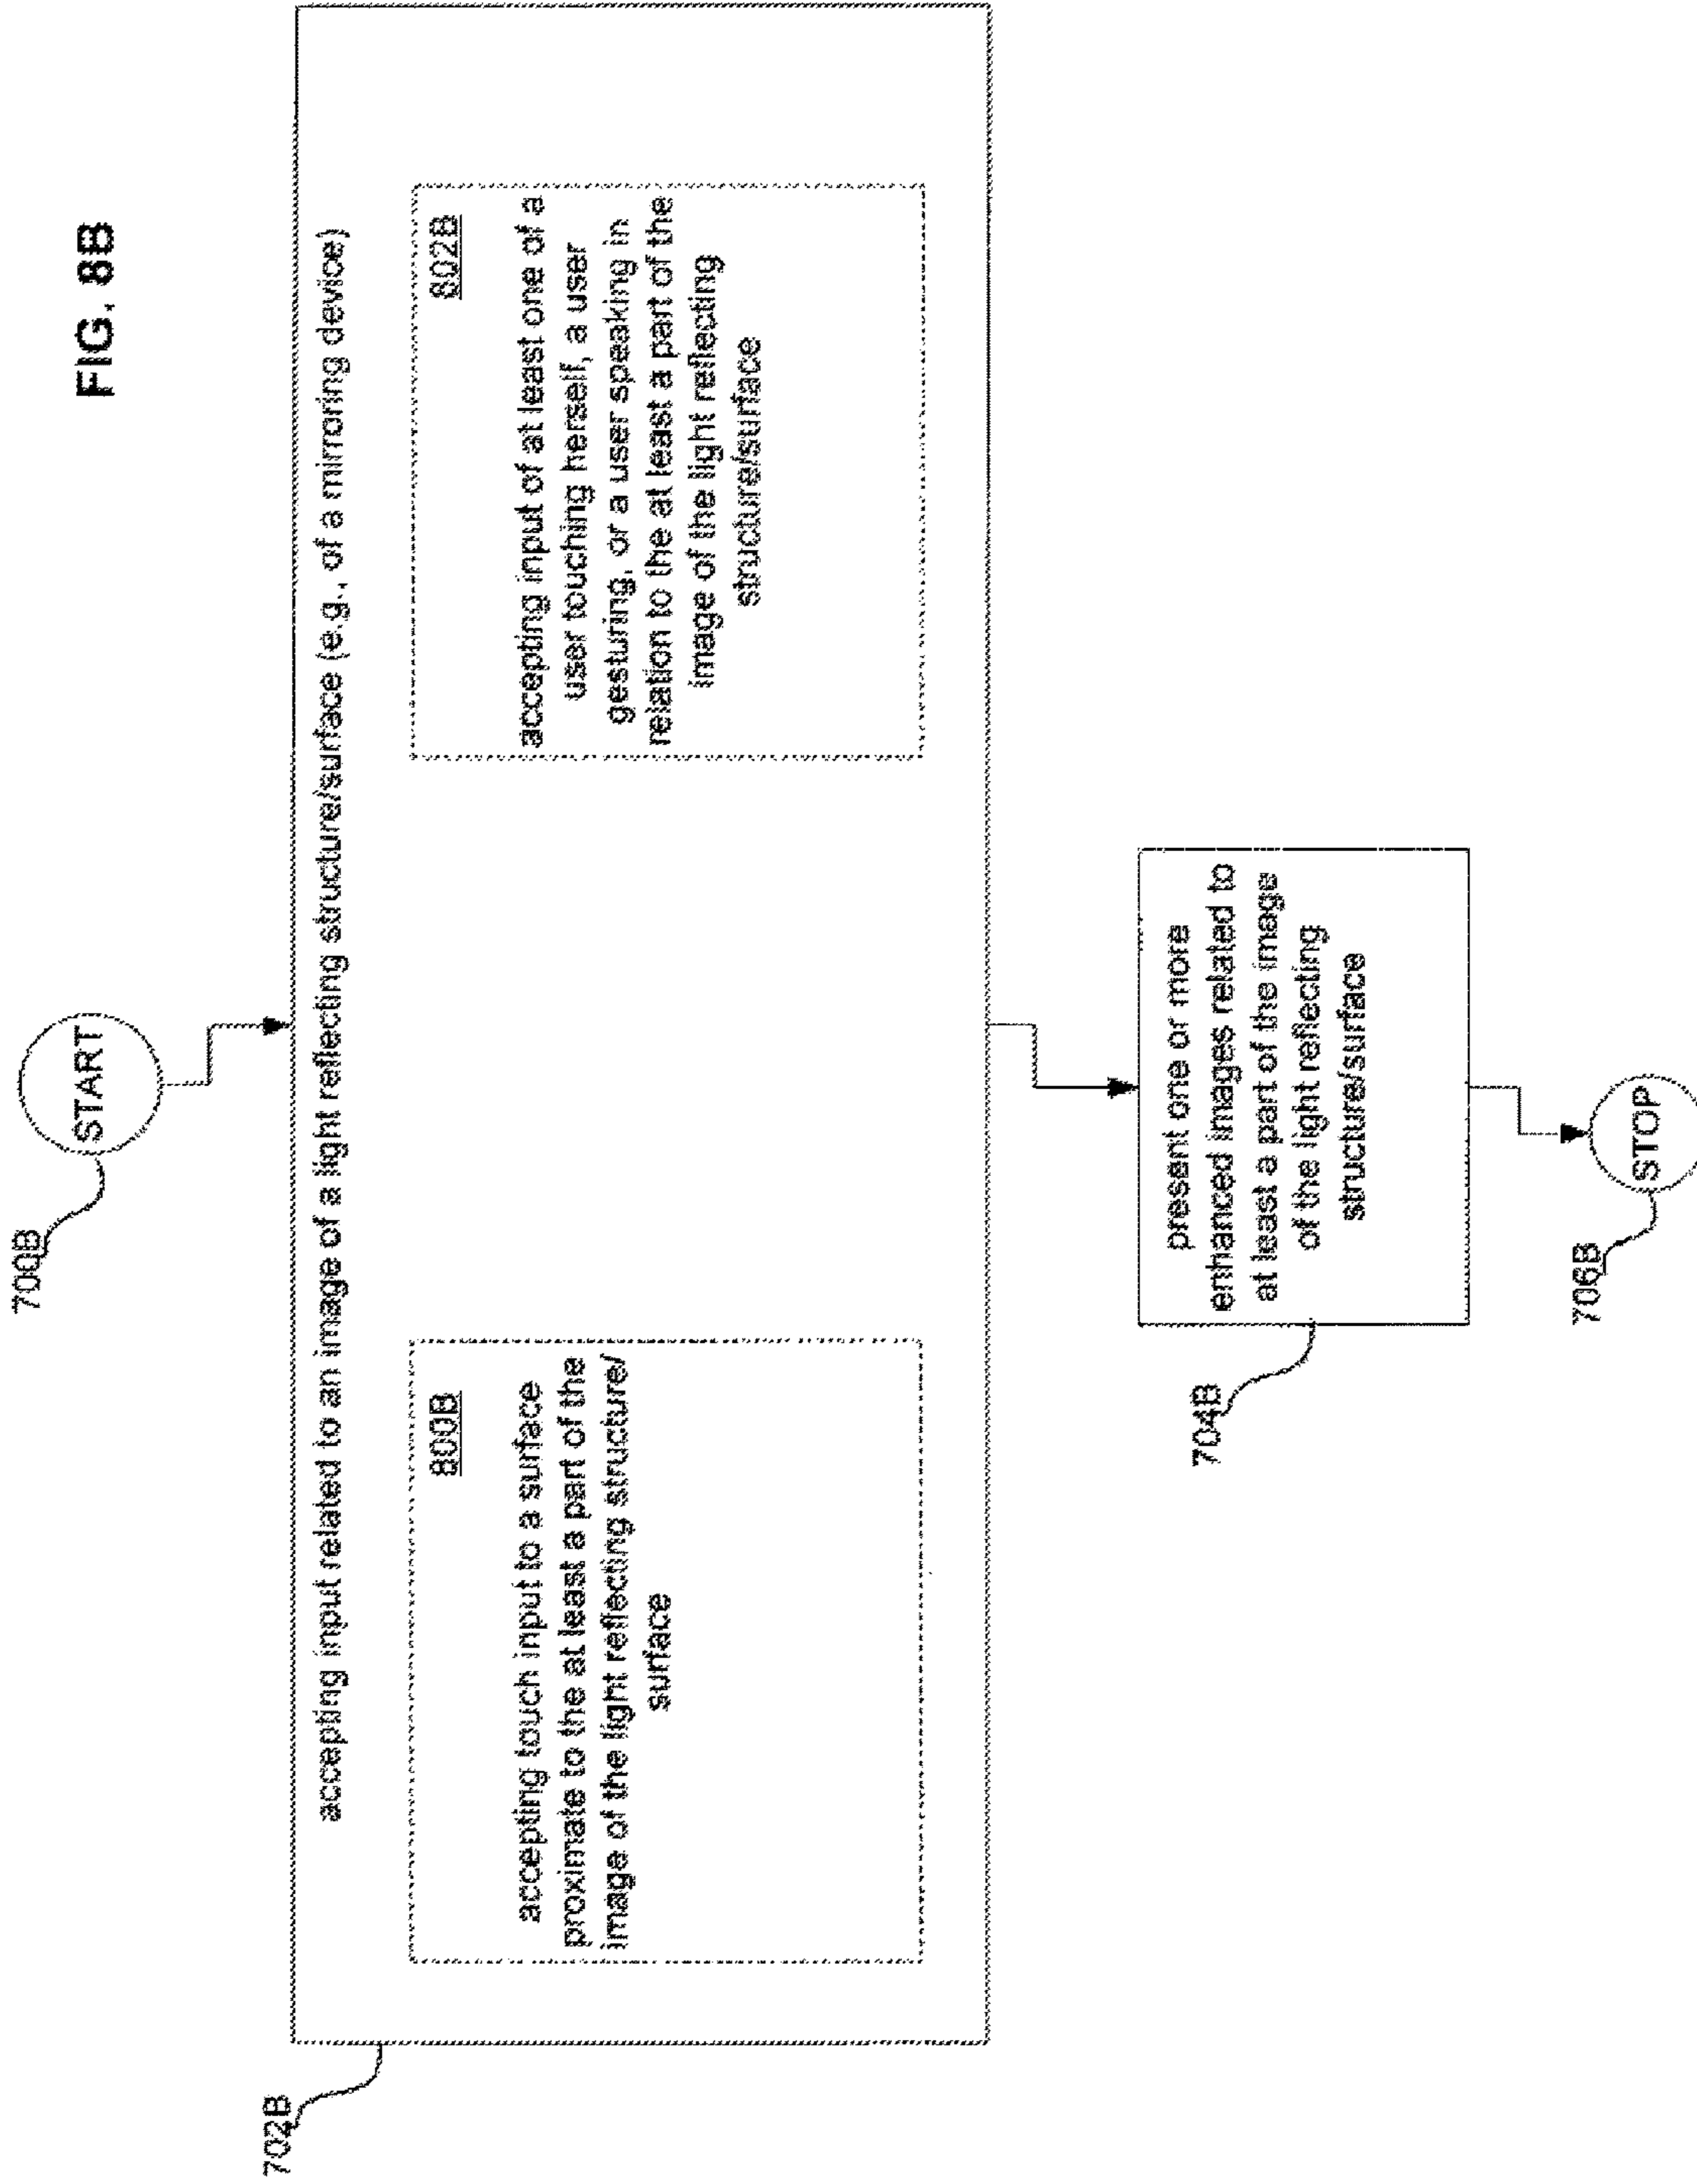 FIG. 8B
700B
START
702B
accepting input related to an image of a light reflecting structure/surface (e.g., of a mirroring device)
800B
accepting touch input to a surface
proximate to the at least a part of the
image of the light reflecting structure/
surface
802B
accepting input of at least one of a
user touching herself, a user
gesturing, or a user speaking in
relation to the at least a part of the
image of the light reflecting
structure/surface
704B
present one or more
enhanced images related to
at least a part of the image
of the light reflecting
structure/surface
706B
STOP